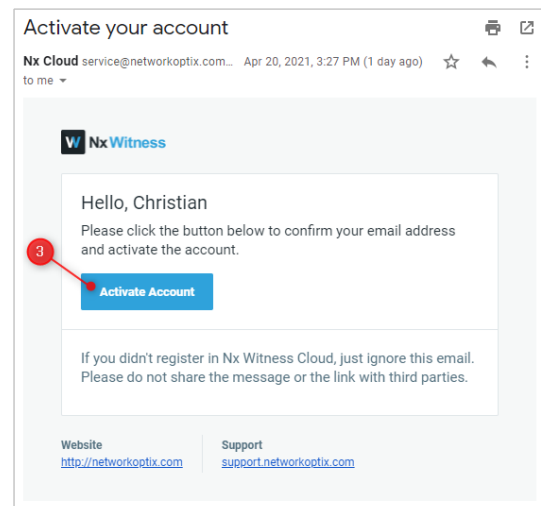 Activate your account
Nx Cloud service@networkoptix.com... Apr 20, 2021, 3:27 PM (1 day ago)
to me
W Nx Witness
Hello, Christian
Please click the button below to confirm your email address
and activate the account.
3
Activate Account
If you didn't register in Nx Witness Cloud, just ignore this email.
Please do not share the message or the link with third parties.
Website Support
http://networkoptix.com support.networkoptix.com